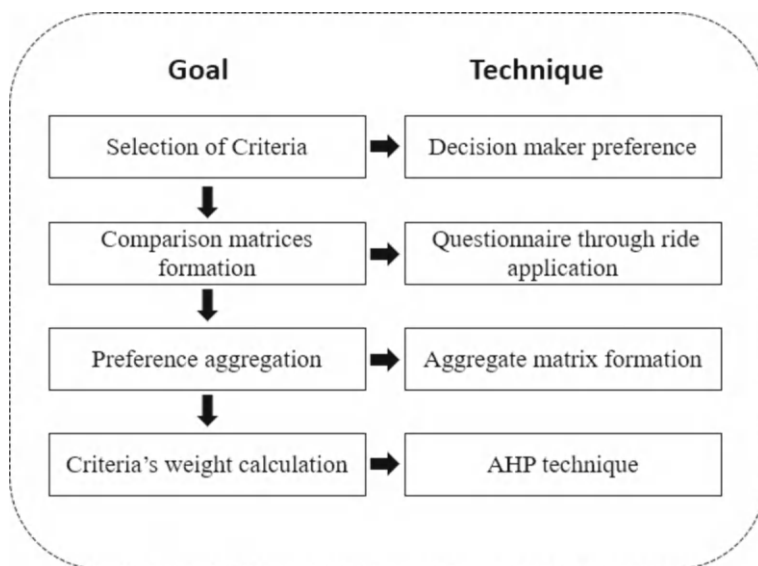 Goal
Technique
Selection of Criteria
Decision maker preference
Comparison matrices
formation
Questionnaire through ride
application
Preference aggregation
Aggregate matrix formation
Criteria’s weight calculation
AHP technique